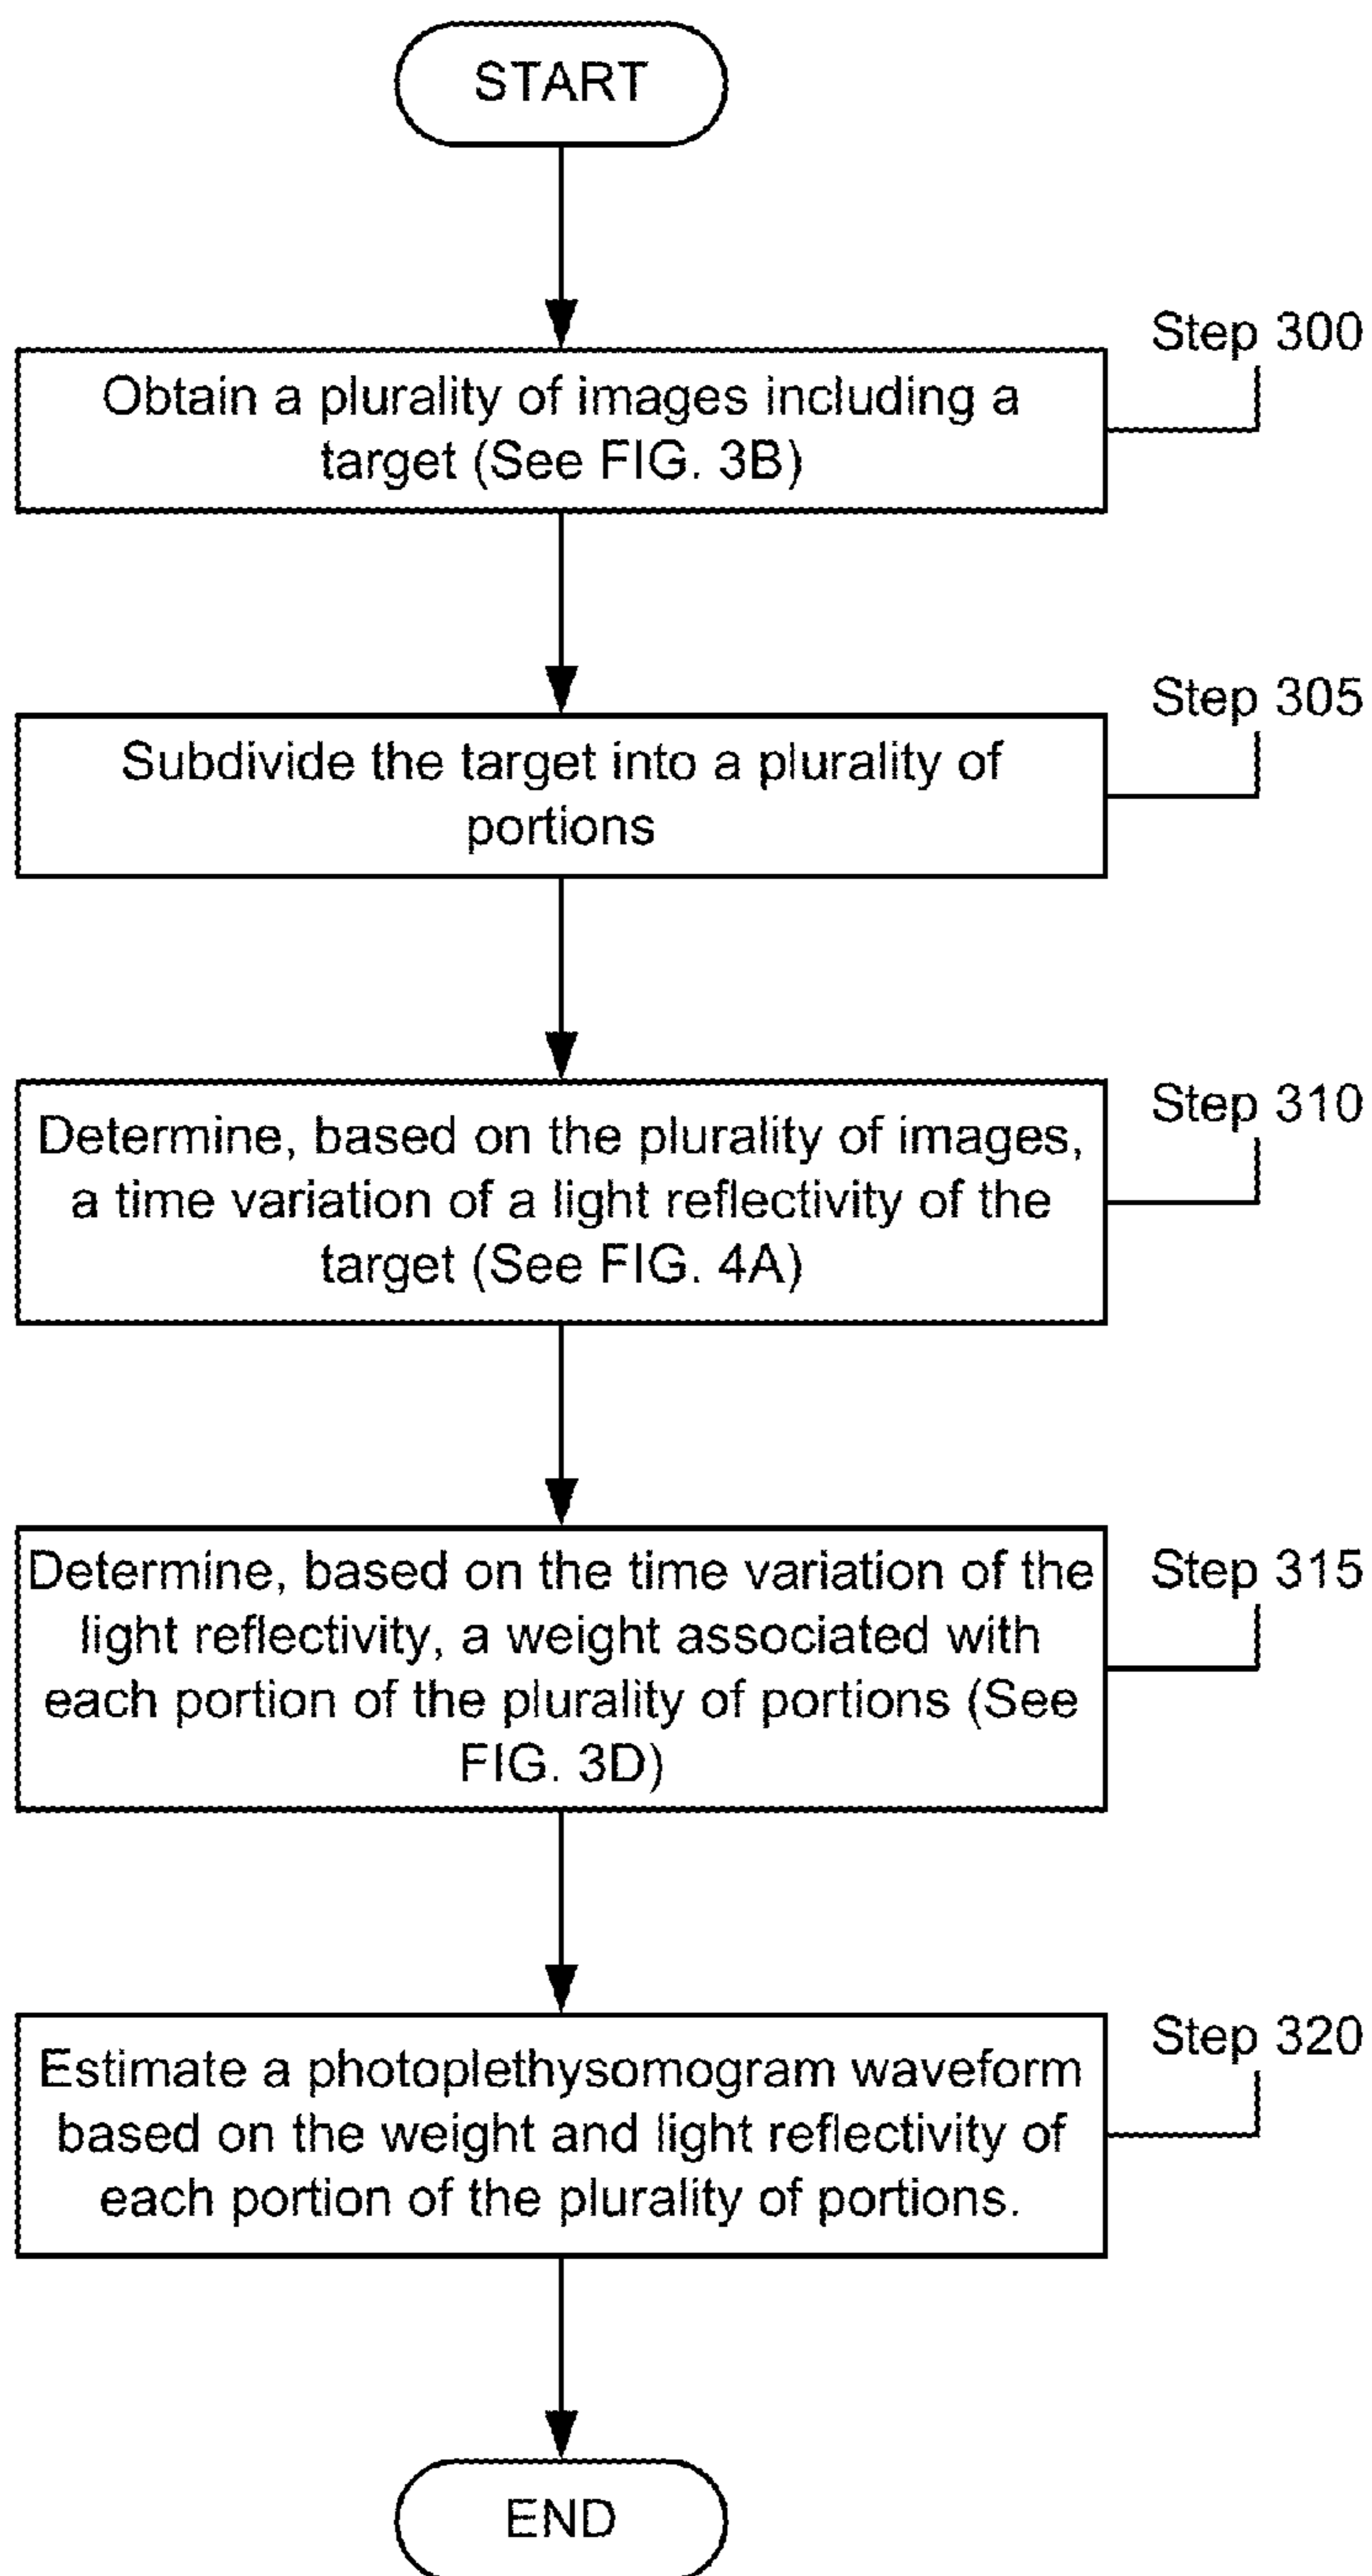 START
Step 300
Obtain a plurality of images including a
target (See FIG. 3B)
Step 305
Subdivide the target into a plurality of
portions
Step 310
Determine, based on the plurality of images,
a time variation of a light reflectivity of the
target (See FIG. 4A)
Step 315
Determine, based on the time variation of the
light reflectivity, a weight associated with
each portion of the plurality of portions (See
FIG. 3D)
Step 320
Estimate a photoplethysomogram waveform
based on the weight and light reflectivity of
each portion of the plurality of portions.
END